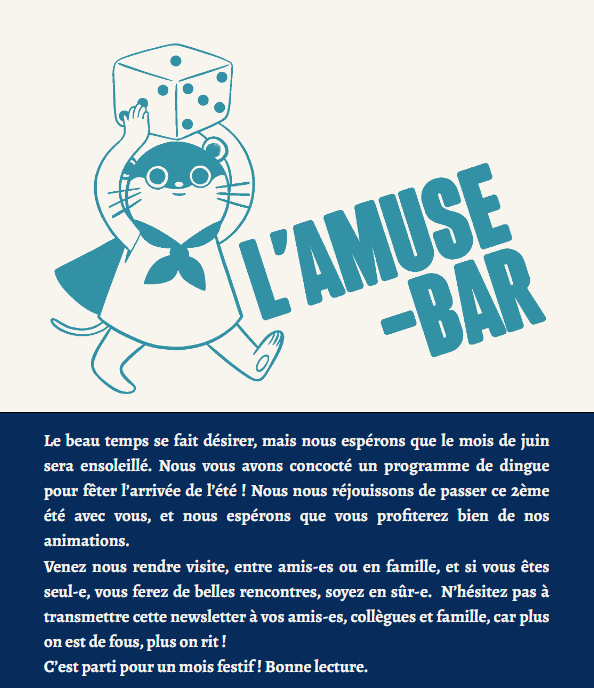 L'AMUSE
-BAR
Le beau temps se fait désirer, mais nous espérons que le mois de juin
sera ensoleillé. Nous vous avons concocté un programme de dingue
pour fêter l'arrivée de l'été ! Nous nous réjouissons de passer ce 2ème
été avec vous, et nous espérons que vous profiterez bien de nos
animations.
Venez nous rendre visite, entre amis-es ou en famille, et si vous êtes
seul-e, vous ferez de belles rencontres, soyez en sûr-e. N'hésitez pas à
transmettre cette newsletter à vos amis-es, collègues et famille, car plus
on est de fous, plus on rit !
C'est parti pour un mois festif ! Bonne lecture.